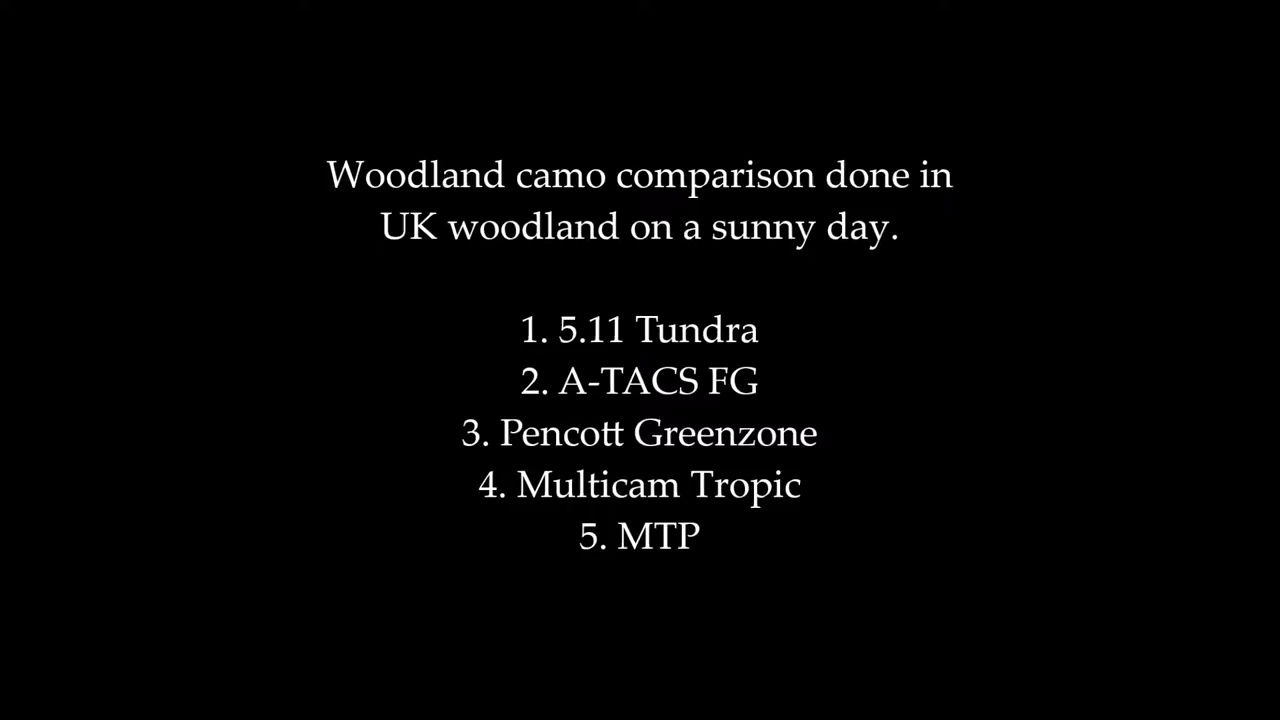 Woodland camo comparison done in
UK woodland on a sunny day.
1. 5.11 Tundra
2. A-TACS FG
3. Pencott Greenzone
4. Multicam Tropic
5. MTP